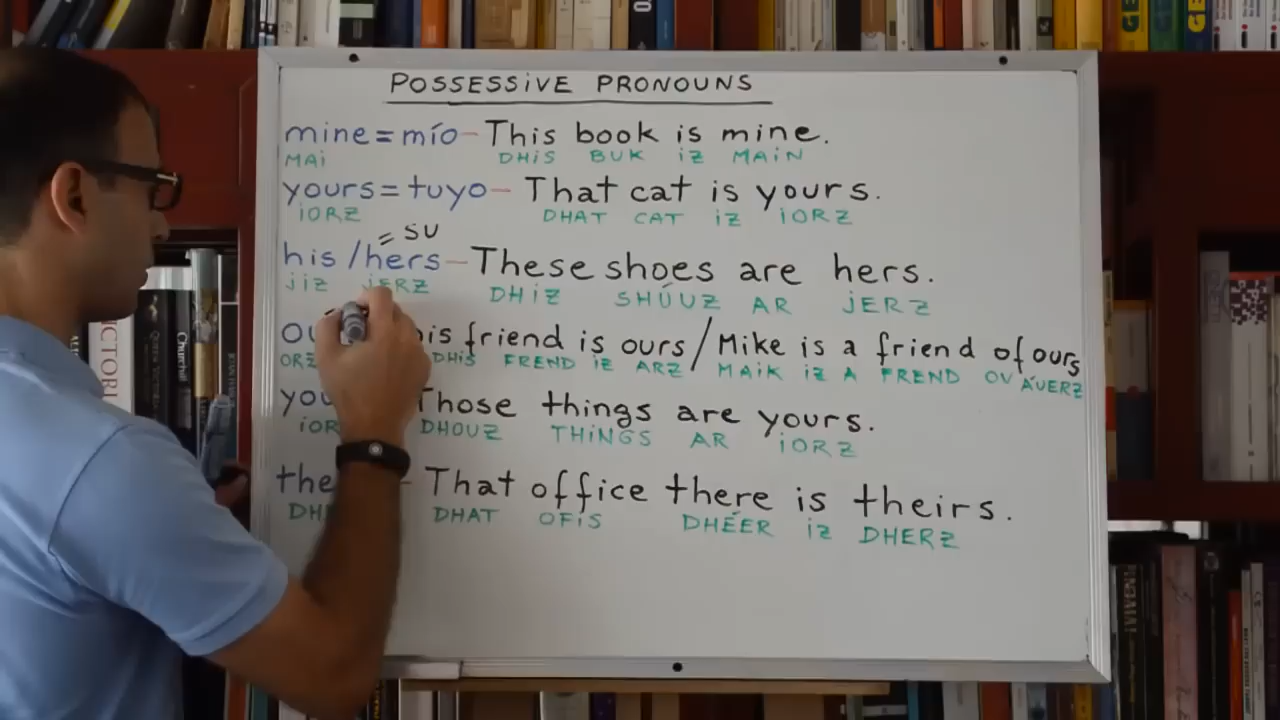 POSSESSIVE PRONOUNS
mine = mío - This book is mine.
MAI DHIS BUK IZ MAIN
yours = tuyo - That cat is yours.
IORZ DHAT CAT IZ IORZ
= SU
his / hers - These shoes are hers.
JIZ JERZ DHIZ SHÚUZ AR JERZ
friend is ours / Mike is a friend of ours
DHIS FREND IZ ARZ MAIK IZ A FREND OV ÁUERZ
Those things are yours.
DHOUZ THINGS AR IORZ
That office there is theirs.
DHAT OFIS DHÉER IZ DHERZ
Churchill